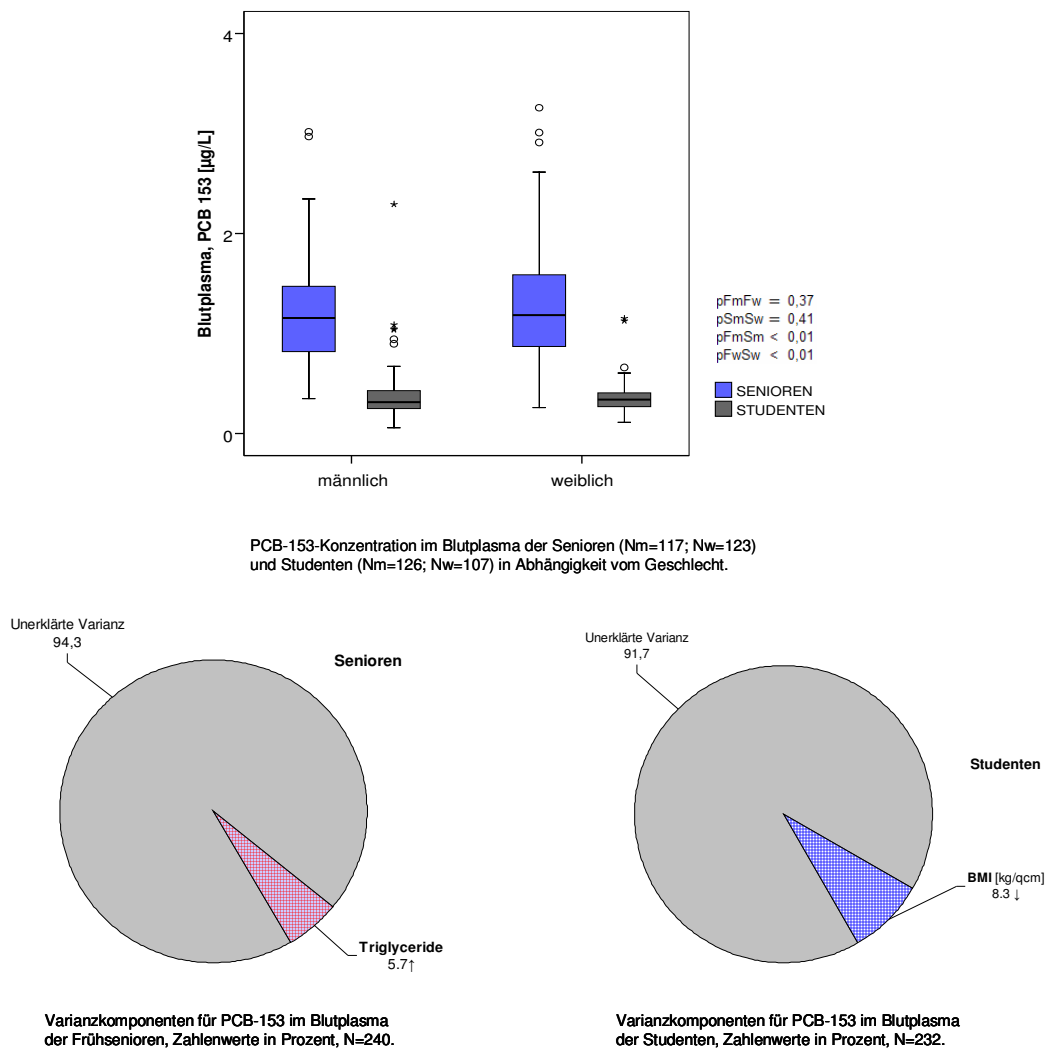 4
2
0
Blutplasma, PCB 153 [µg/L]
männlich
weiblich
pFmFw = 0,37
pSmSw = 0,41
pFmSm < 0,01
pFwSw < 0,01
SENIOREN
STUDENTEN
PCB-153-Konzentration im Blutplasma der Senioren (Nm=117; Nw=123)
und Studenten (Nm=126; Nw=107) in Abhängigkeit vom Geschlecht.
Unerklärte Varianz
94,3
Senioren
Triglyceride
5.7↑
Varianzkomponenten für PCB-153 im Blutplasma
der Frühsenioren, Zahlenwerte in Prozent, N=240.
Unerklärte Varianz
91,7
Studenten
BMI [kg/qcm]
8.3 ↓
Varianzkomponenten für PCB-153 im Blutplasma
der Studenten, Zahlenwerte in Prozent, N=232.